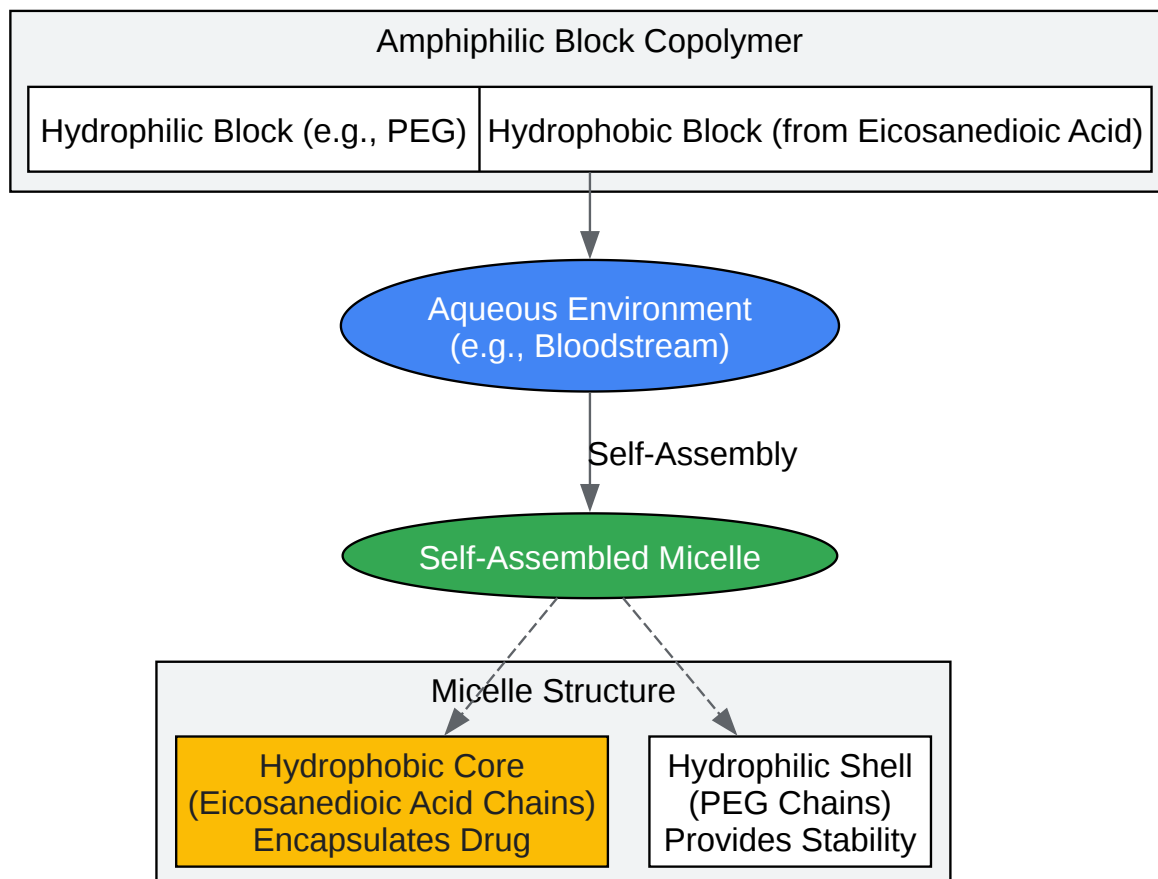 Amphiphilic Block Copolymer
Hydrophilic Block (e.g., PEG)
Hydrophobic Block (from Eicosanedioic Acid)
Aqueous Environment
(e.g., Bloodstream)
Self-Assembly
Self-Assembled Micelle
Micelle Structure
Hydrophobic Core
(Eicosanedioic Acid Chains)
Encapsulates Drug
Hydrophilic Shell
(PEG Chains)
Provides Stability